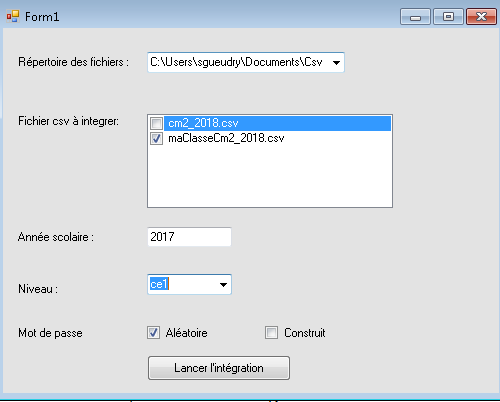 Form1
Répertoire des fichiers : C:\Users\sgueudry\Documents\Csv
Fichier csv à integrer: cm2_2018.csv
maClasseCm2_2018.csv
Année scolaire : 2017
Niveau : ce1
Mot de passe Aléatoire Construit
Lancer l'intégration